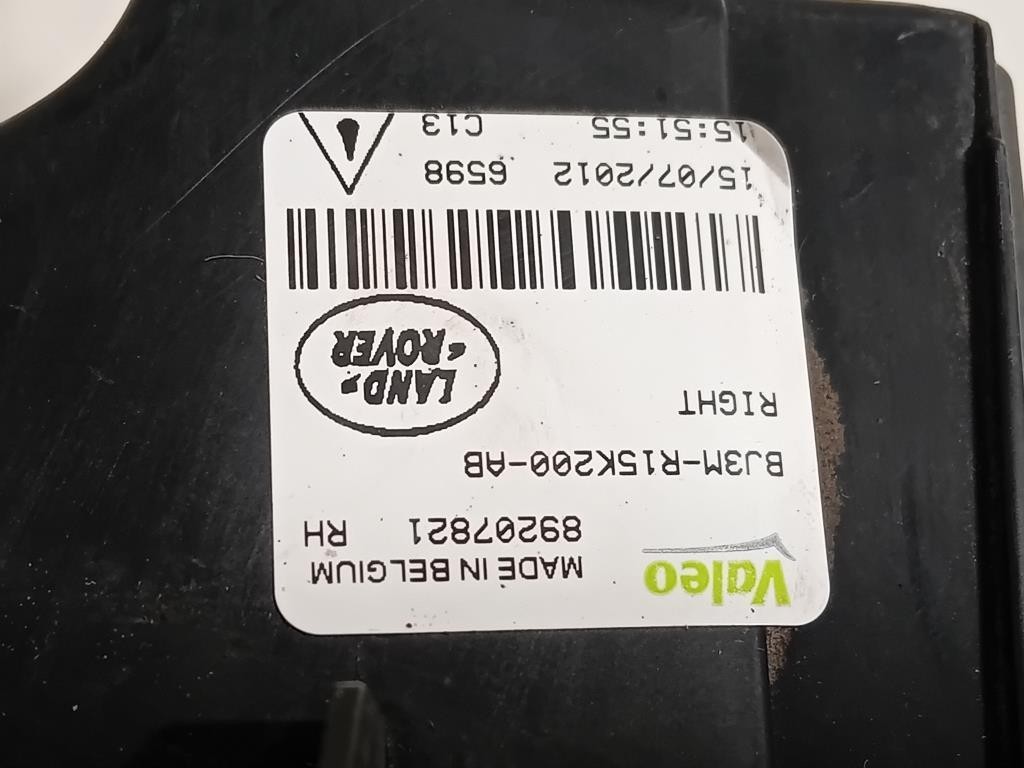 Valeo MADE IN BELGIUM
89207821 RH
BJ3M-R15K200-AB
RIGHT
LAND
ROVER
15/07/2012 6598
15:51:55 C13